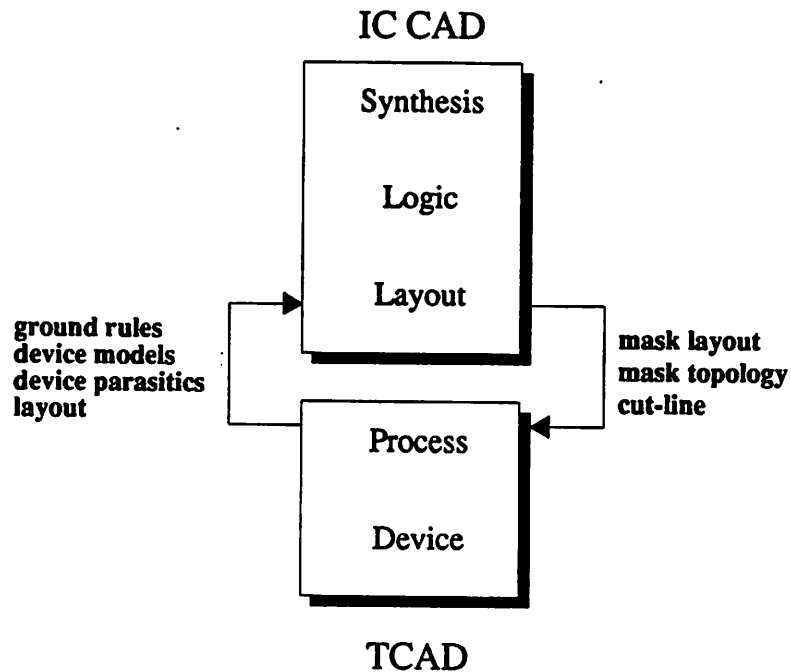 IC CAD
Synthesis
Logic
Layout
ground rules
device models
device parasitics
layout
mask layout
mask topology
cut-line
Process
Device
TCAD